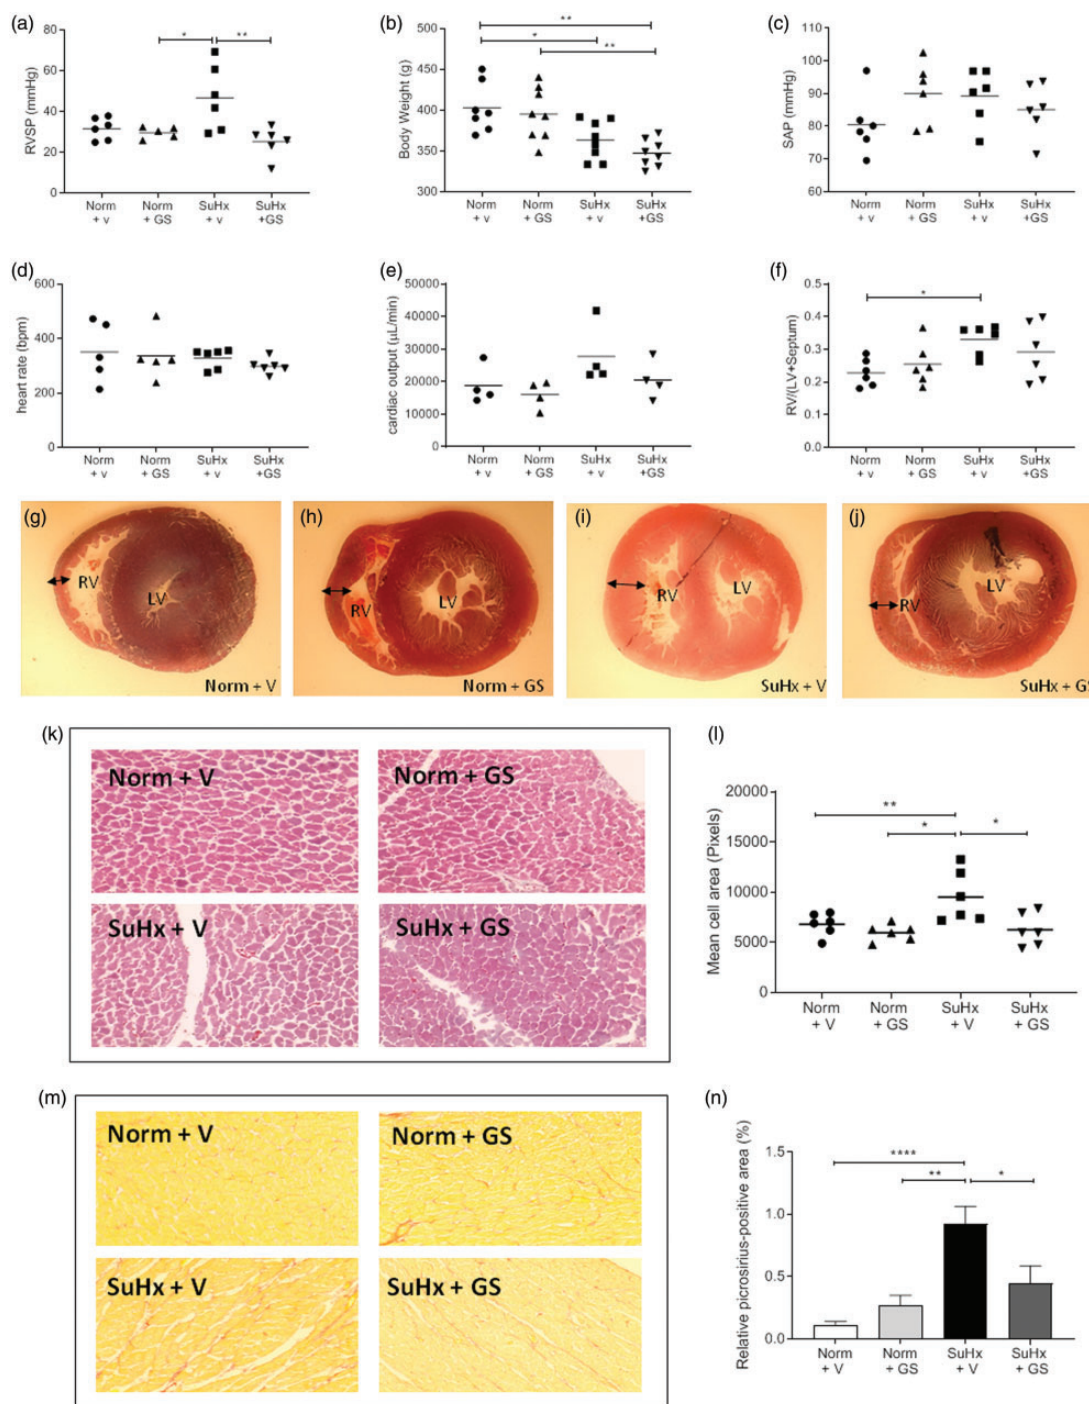 (a)
RVSP (mmHg)
80
60
40
20
0
*
**
Norm + v
Norm + GS
SuHx + v
SuHx +GS
(b)
Body Weight (g)
450
400
350
300
**
*
**
Norm + v
Norm + GS
SuHx + v
SuHx +GS
(c)
SAP (mmHg)
110
100
90
80
70
60
Norm + v
Norm + GS
SuHx + v
SuHx +GS
(d)
heart rate (bpm)
600
400
200
0
Norm + v
Norm + GS
SuHx + v
SuHx +GS
(e)
cardiac output (µL/min)
50000
40000
30000
20000
10000
0
Norm + v
Norm + GS
SuHx + v
SuHx +GS
(f)
RV/(LV+Septum)
0.5
0.4
0.3
0.2
0.1
0.0
*
Norm + v
Norm + GS
SuHx + v
SuHx +GS
(g)
RV
LV
Norm + V
(h)
RV
LV
Norm + GS
(i)
RV
LV
SuHx + V
(j)
RV
LV
SuHx + GS
(k)
Norm + V
Norm + GS
SuHx + V
SuHx + GS
(l)
Mean cell area (Pixels)
20000
15000
10000
5000
0
**
*
*
Norm + V
Norm + GS
SuHx + V
SuHx + GS
(m)
Norm + V
Norm + GS
SuHx + V
SuHx + GS
(n)
Relative picrosirius-positive area (%)
1.5
1.0
0.5
0.0
****
**
*
Norm + V
Norm + GS
SuHx + V
SuHx + GS